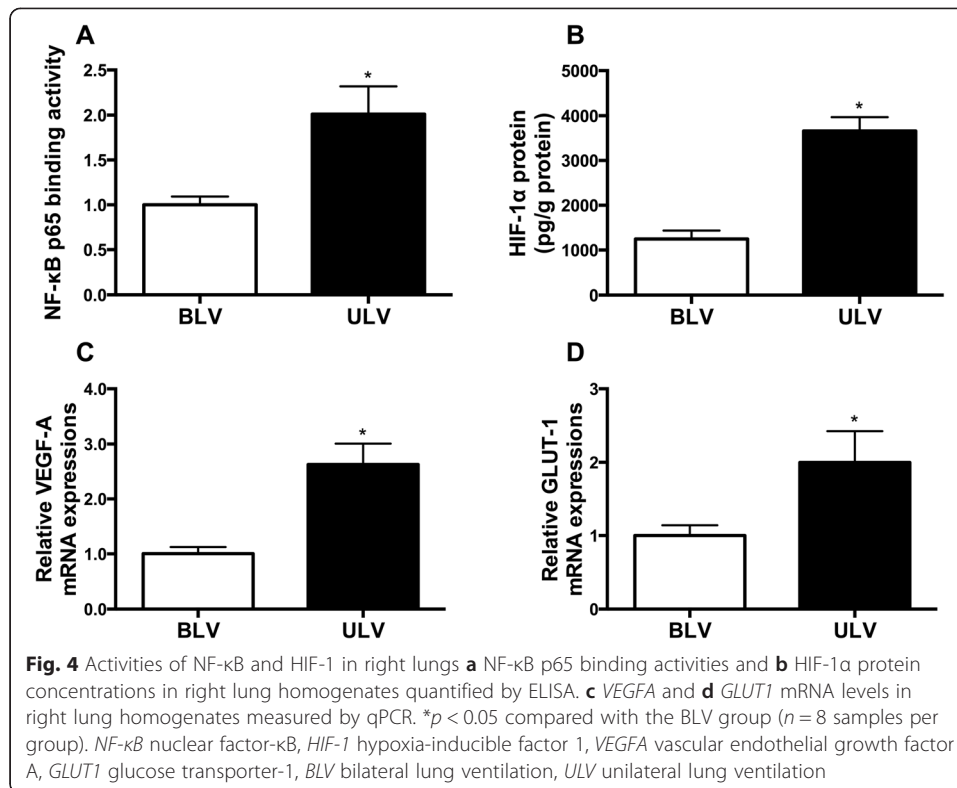 A
NF-κB p65 binding activity
2.5
2.0
1.5
1.0
0.5
0.0
*
BLV
ULV
B
HIF-1α protein
(pg/g protein)
5000
4000
3000
2000
1000
0
*
BLV
ULV
C
Relative VEGF-A
mRNA expressions
4.0
3.0
2.0
1.0
0.0
*
BLV
ULV
D
Relative GLUT-1
mRNA expressions
3
2
1
0
*
BLV
ULV
Fig. 4 Activities of NF-κB and HIF-1 in right lungs a NF-κB p65 binding activities and b HIF-1α protein
concentrations in right lung homogenates quantified by ELISA. c VEGFA and d GLUT1 mRNA levels in
right lung homogenates measured by qPCR. *p < 0.05 compared with the BLV group (n = 8 samples per
group). NF-κB nuclear factor-κB, HIF-1 hypoxia-inducible factor 1, VEGFA vascular endothelial growth factor
A, GLUT1 glucose transporter-1, BLV bilateral lung ventilation, ULV unilateral lung ventilation